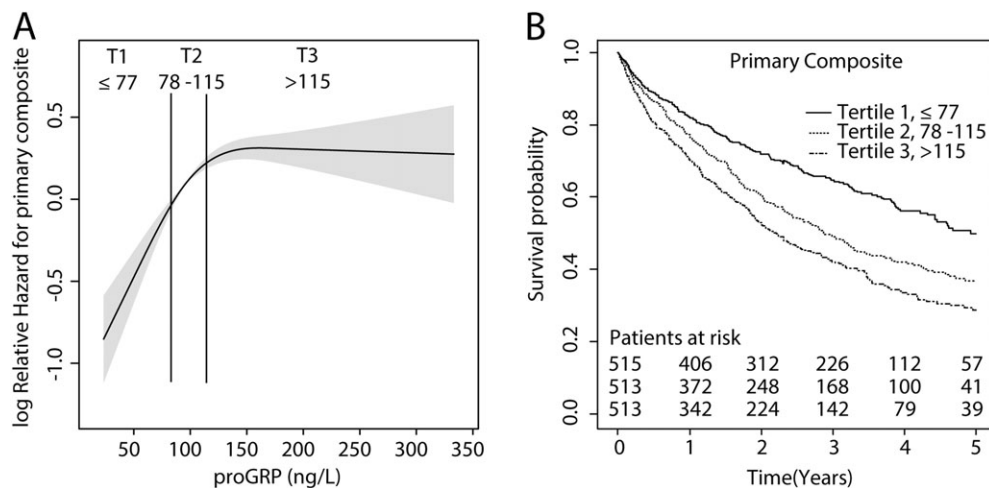 A
T1 T2 T3
≤ 77 78 -115 >115
log Relative Hazard for primary composite
0.5
0.0
-0.5
-1.0
50 100 150 200 250 300 350
proGRP (ng/L)
B
Primary Composite
Tertile 1, ≤ 77
Tertile 2, 78 -115
Tertile 3, >115
Survival probability
1.0
0.8
0.6
0.4
0.2
0.0
Patients at risk
515 406 312 226 112 57
513 372 248 168 100 41
513 342 224 142 79 39
0 1 2 3 4 5
Time(Years)